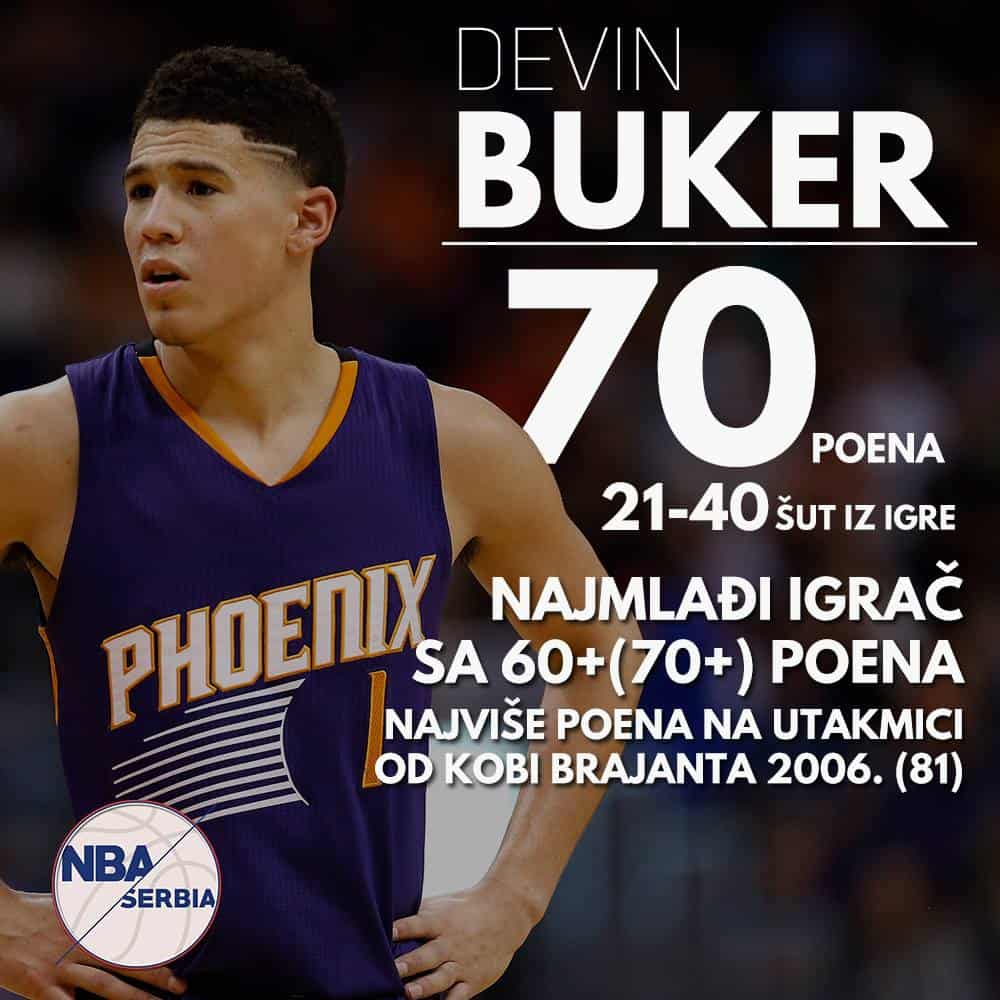 DEVIN
BUKER
70 POENA
21-40 ŠUT IZ IGRE
NAJMLAĐI IGRAČ
SA 60+(70+) POENA
NAJVIŠE POENA NA UTAKMICI
OD KOBI BRAJANTA 2006. (81)
PHOENIX
1
NBA
SERBIA